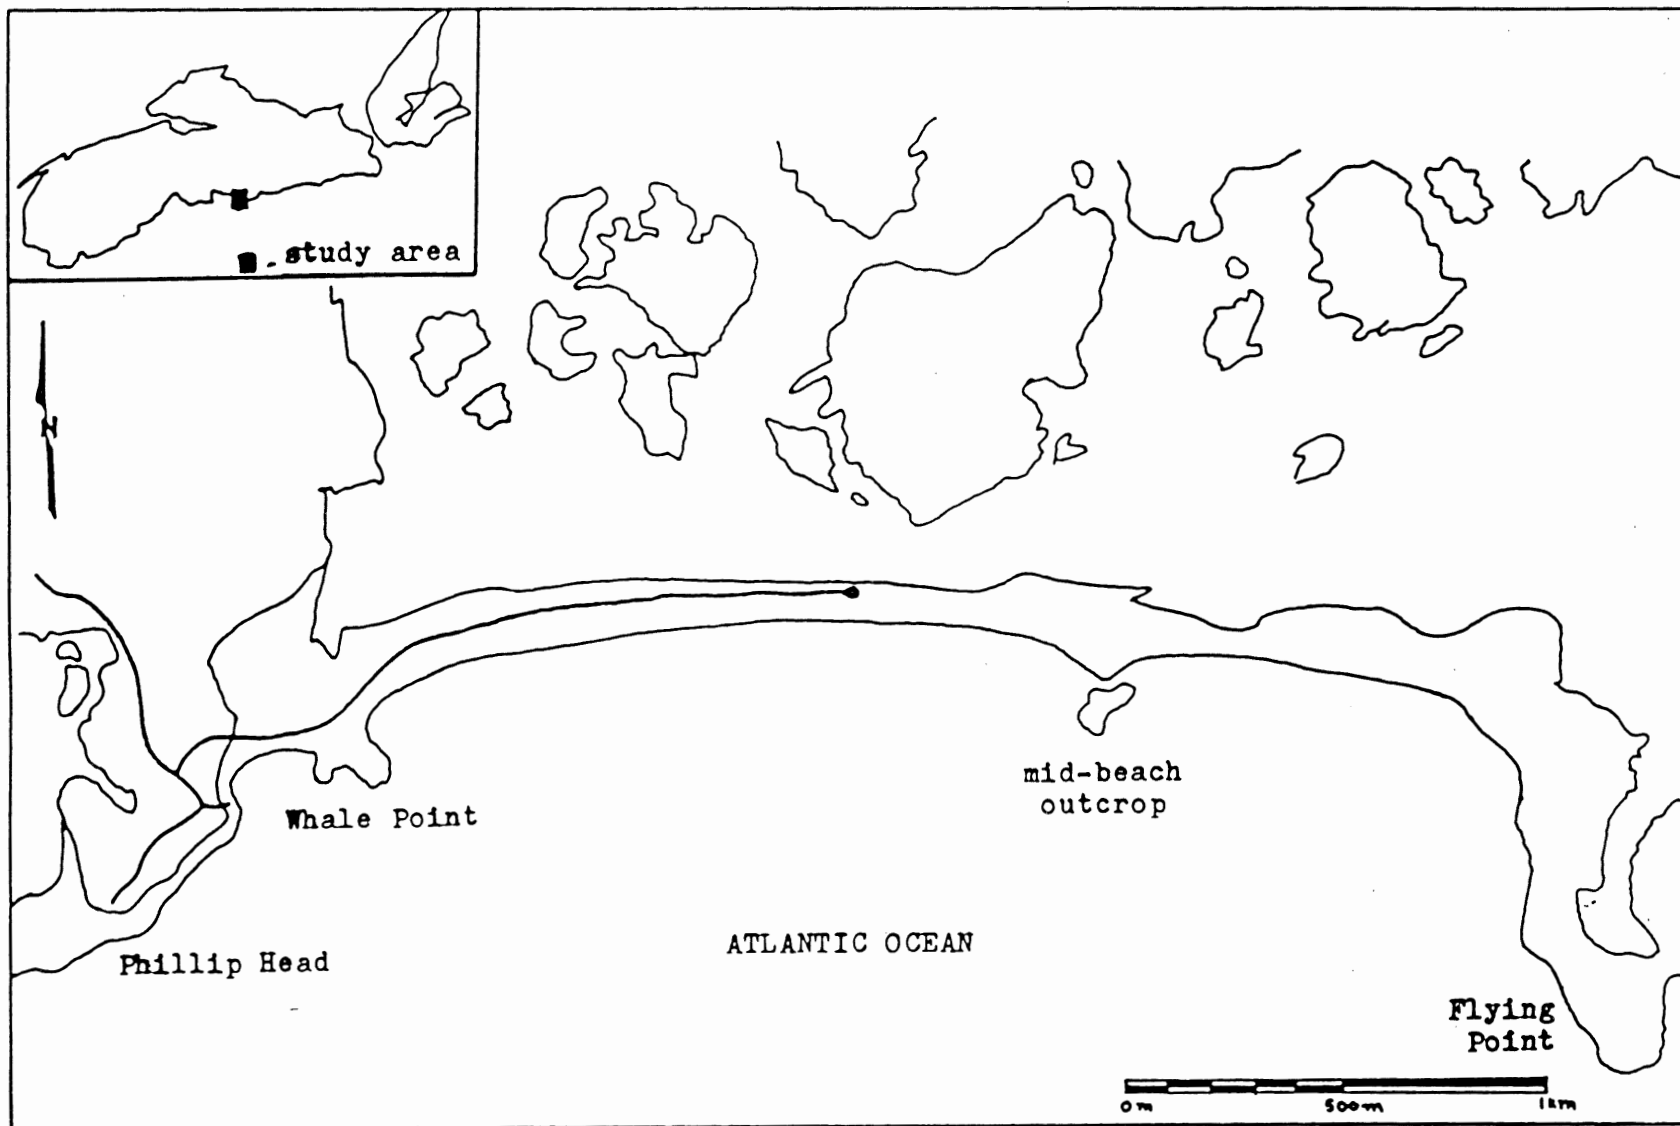 - study area
N
Whale Point
mid-beach
outcrop
Phillip Head
ATLANTIC OCEAN
Flying
Point
0m 500m 1km